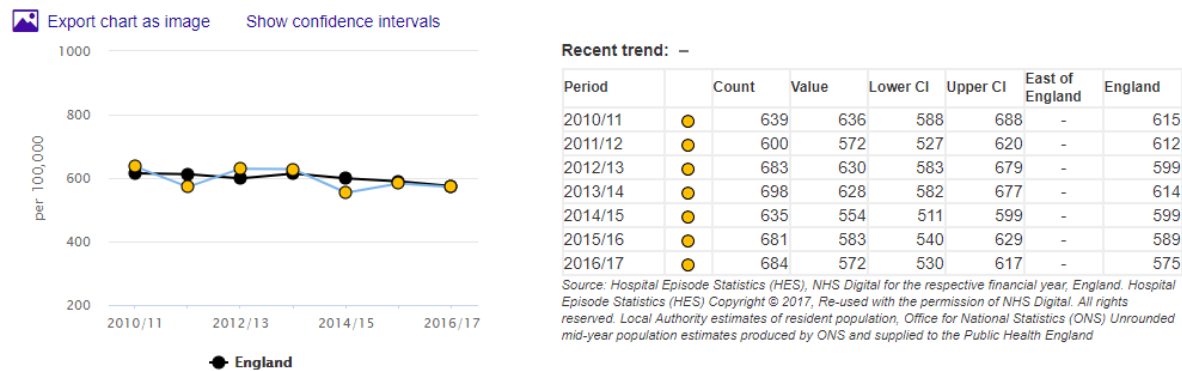 Export chart as image Show confidence intervals
1000
800
600
400
200
per 100,000
2010/11 2012/13 2014/15 2016/17
England
Recent trend: –
Period Count Value Lower CI Upper CI East of England England
2010/11 639 636 588 688 - 615
2011/12 600 572 527 620 - 612
2012/13 683 630 583 679 - 599
2013/14 698 628 582 677 - 614
2014/15 635 554 511 599 - 599
2015/16 681 583 540 629 - 589
2016/17 684 572 530 617 - 575
Source: Hospital Episode Statistics (HES), NHS Digital for the respective financial year, England. Hospital
Episode Statistics (HES) Copyright © 2017, Re-used with the permission of NHS Digital. All rights
reserved. Local Authority estimates of resident population, Office for National Statistics (ONS) Unrounded
mid-year population estimates produced by ONS and supplied to the Public Health England